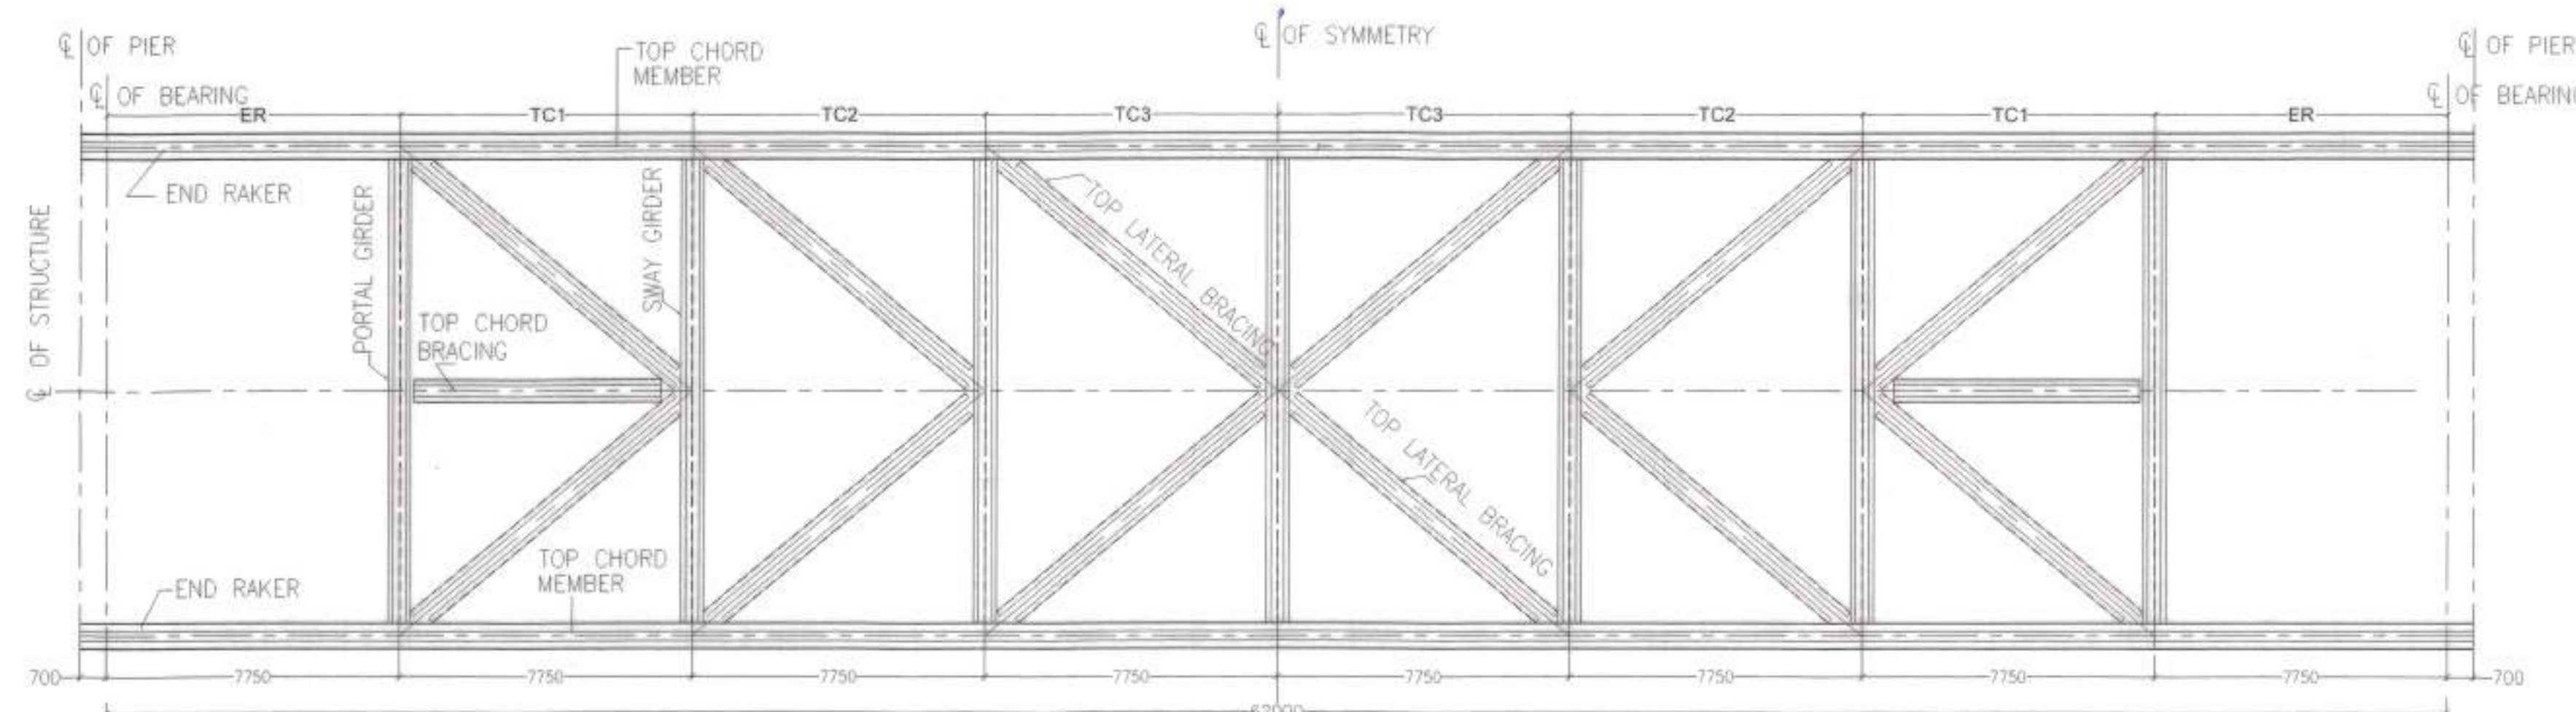 ℄ OF PIER
℄ OF BEARING
TOP CHORD
MEMBER
℄ OF SYMMETRY
℄ OF PIER
℄ OF BEARING
ER
TC1
TC2
TC3
TC3
TC2
TC1
ER
END RAKER
℄ OF STRUCTURE
PORTAL GIRDER
SWAY GIRDER
TOP CHORD
BRACING
TOP LATERAL BRACING
TOP LATERAL BRACING
END RAKER
TOP CHORD
MEMBER
700
7750
7750
7750
7750
7750
7750
7750
7750
700
62000